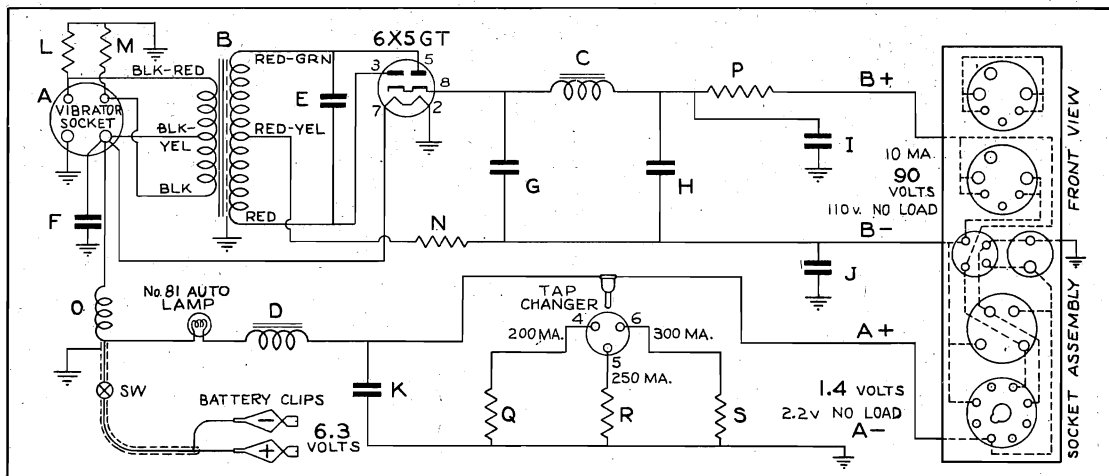 L
M
B
6X5GT
C
P
B+
A
BLK-RED
VIBRATOR
SOCKET
BLK-
YEL
BLK
RED-GRN
RED-YEL
RED
E
3
5
8
7
2
F
N
G
H
I
10 MA.
90
VOLTS
110 v. NO LOAD
B-
J
O
No. 81 AUTO
LAMP
D
SW
BATTERY CLIPS
-
+
6.3
VOLTS
K
TAP
CHANGER
4
6
200 MA.
300 MA.
5
250 MA.
Q
R
S
A+
1.4 VOLTS
2.2 v NO LOAD
A-
SOCKET ASSEMBLY - FRONT VIEW